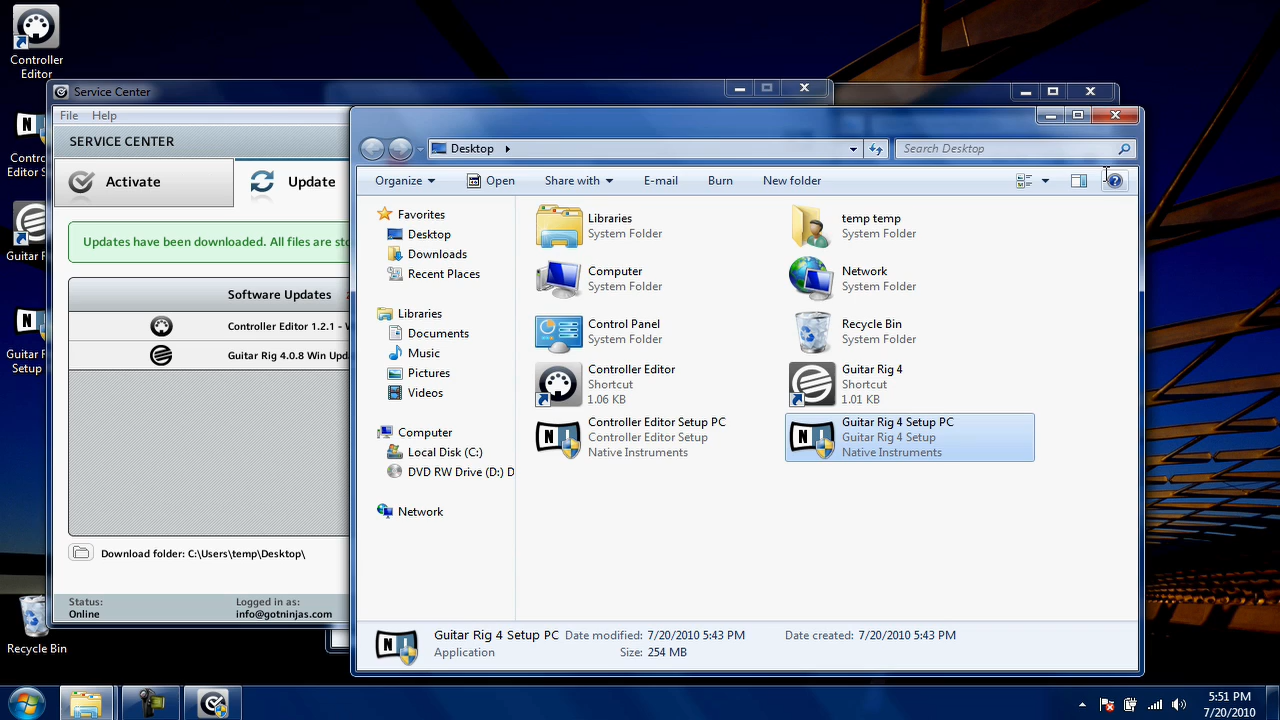 Controller
Editor
Contro
Editor S
Guitar R
Guitar R
Setup
Recycle Bin
Service Center
File Help
SERVICE CENTER
Activate
Update
Updates have been downloaded. All files are sto
Software Updates
Controller Editor 1.2.1 - W
Guitar Rig 4.0.8 Win Upd
Download folder: C:\Users\temp\Desktop\
Status:
Online
Logged in as:
info@gotninjas.com
Desktop
Search Desktop
Organize Open Share with E-mail Burn New folder
Favorites
Desktop
Downloads
Recent Places
Libraries
Documents
Music
Pictures
Videos
Computer
Local Disk (C:)
DVD RW Drive (D:) D
Network
Libraries
System Folder
temp temp
System Folder
Computer
System Folder
Network
System Folder
Control Panel
System Folder
Recycle Bin
System Folder
Controller Editor
Shortcut
1.06 KB
Guitar Rig 4
Shortcut
1.01 KB
Controller Editor Setup PC
Controller Editor Setup
Native Instruments
Guitar Rig 4 Setup PC
Guitar Rig 4 Setup
Native Instruments
Guitar Rig 4 Setup PC Date modified: 7/20/2010 5:43 PM Date created: 7/20/2010 5:43 PM
Application Size: 254 MB
5:51 PM
7/20/2010